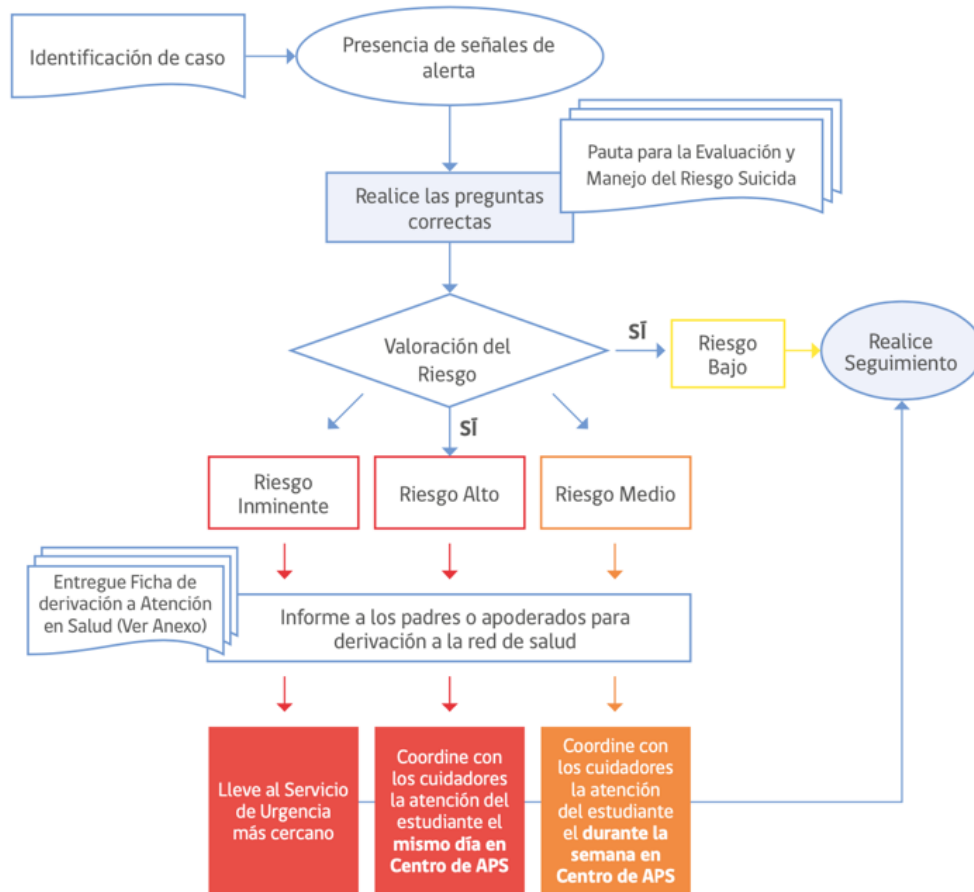 Identificación de caso
Presencia de señales de
alerta
Pauta para la Evaluación y
Manejo del Riesgo Suicida
Realice las preguntas
correctas
Valoración del
Riesgo
SÍ
Riesgo
Bajo
Realice
Seguimiento
SÍ
Riesgo
Inminente
Riesgo Alto
Riesgo Medio
Entregue Ficha de
derivación a Atención
en Salud (Ver Anexo)
Informe a los padres o apoderados para
derivación a la red de salud
Lleve al Servicio
de Urgencia
más cercano
Coordine con
los cuidadores
la atención del
estudiante el
mismo día en
Centro de APS
Coordine con
los cuidadores
la atención
del estudiante
el durante la
semana en
Centro de APS